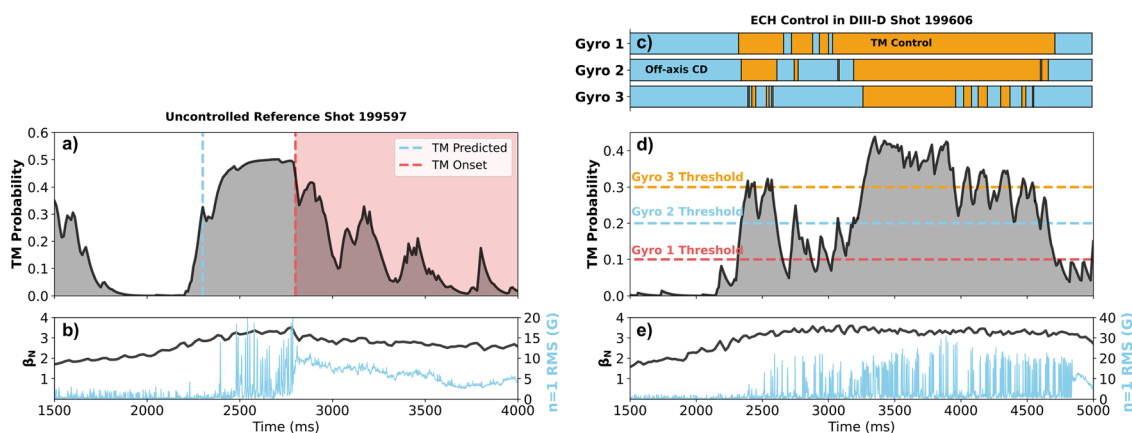 ECH Control in DIII-D Shot 199606
Gyro 1
c)
TM Control
Gyro 2
Off-axis CD
Gyro 3
Uncontrolled Reference Shot 199597
a)
TM Predicted
TM Onset
TM Probability
0.6
0.5
0.4
0.3
0.2
0.1
0.0
d)
TM Probability
0.4
0.3
0.2
0.1
0.0
Gyro 3 Threshold
Gyro 2 Threshold
Gyro 1 Threshold
b)
βN
4
3
2
1
20
15
10
5
0
n=1 RMS (G)
1500 2000 2500 3000 3500 4000
Time (ms)
e)
βN
4
3
2
1
40
30
20
10
0
n=1 RMS (G)
1500 2000 2500 3000 3500 4000 4500 5000
Time (ms)